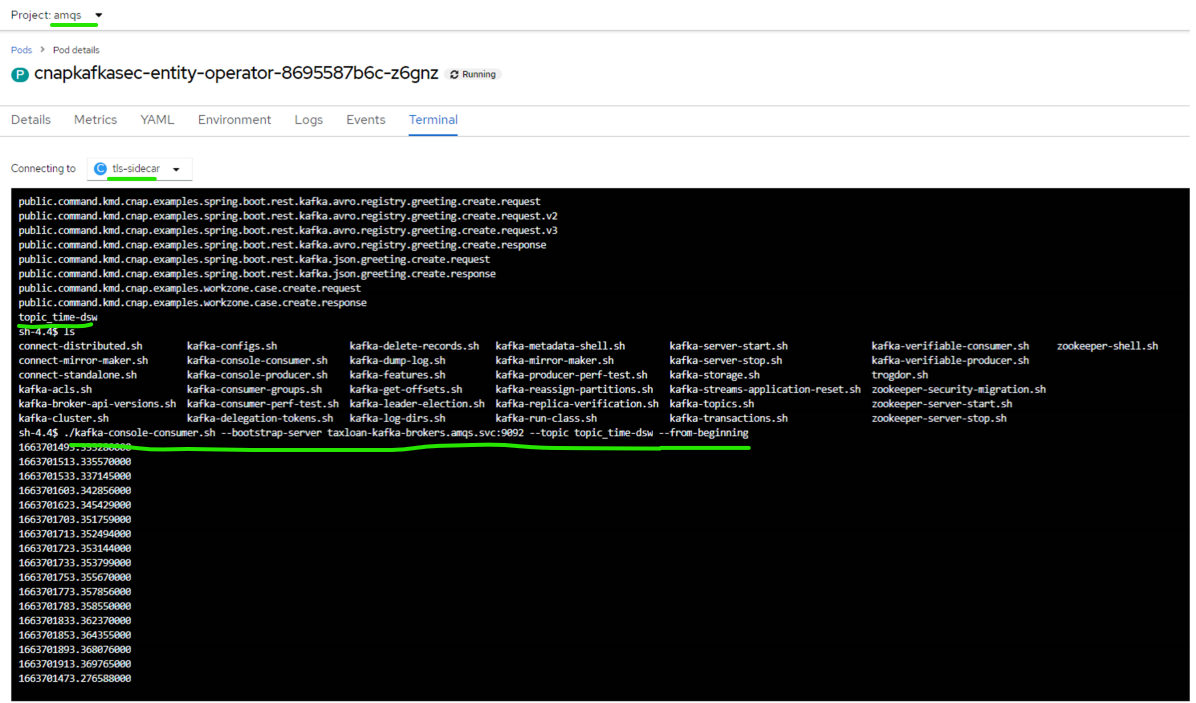 Project: amqs
Pods > Pod details
P cnapkafkasec-entity-operator-8695587b6c-z6gnz Running
Details Metrics YAML Environment Logs Events Terminal
Connecting to C tls-sidecar
public.command.kmd.cnap.examples.spring.boot.rest.kafka.avro.registry.greeting.create.request
public.command.kmd.cnap.examples.spring.boot.rest.kafka.avro.registry.greeting.create.request.v2
public.command.kmd.cnap.examples.spring.boot.rest.kafka.avro.registry.greeting.create.request.v3
public.command.kmd.cnap.examples.spring.boot.rest.kafka.avro.registry.greeting.create.response
public.command.kmd.cnap.examples.spring.boot.rest.kafka.json.greeting.create.request
public.command.kmd.cnap.examples.spring.boot.rest.kafka.json.greeting.create.response
public.command.kmd.cnap.examples.workzone.case.create.request
public.command.kmd.cnap.examples.workzone.case.create.response
topic_time-dsw
sh-4.4$ ls
connect-distributed.sh kafka-configs.sh kafka-delete-records.sh kafka-metadata-shell.sh kafka-server-start.sh kafka-verifiable-consumer.sh zookeeper-shell.sh
connect-mirror-maker.sh kafka-console-consumer.sh kafka-dump-log.sh kafka-mirror-maker.sh kafka-server-stop.sh kafka-verifiable-producer.sh
connect-standalone.sh kafka-console-producer.sh kafka-features.sh kafka-producer-perf-test.sh kafka-storage.sh trogdor.sh
kafka-acls.sh kafka-consumer-groups.sh kafka-get-offsets.sh kafka-reassign-partitions.sh kafka-streams-application-reset.sh zookeeper-security-migration.sh
kafka-broker-api-versions.sh kafka-consumer-perf-test.sh kafka-leader-election.sh kafka-replica-verification.sh kafka-topics.sh zookeeper-server-start.sh
kafka-cluster.sh kafka-delegation-tokens.sh kafka-log-dirs.sh kafka-run-class.sh kafka-transactions.sh zookeeper-server-stop.sh
sh-4.4$ ./kafka-console-consumer.sh --bootstrap-server taxloan-kafka-brokers.amqs.svc:9092 --topic topic_time-dsw --from-beginning
1663701513.335570000
1663701533.337145000
1663701603.342856000
1663701623.345429000
1663701703.351759000
1663701713.352494000
1663701723.353144000
1663701733.353799000
1663701753.355670000
1663701773.357856000
1663701783.358550000
1663701833.362370000
1663701853.364355000
1663701893.368076000
1663701913.369765000
1663701473.276588000